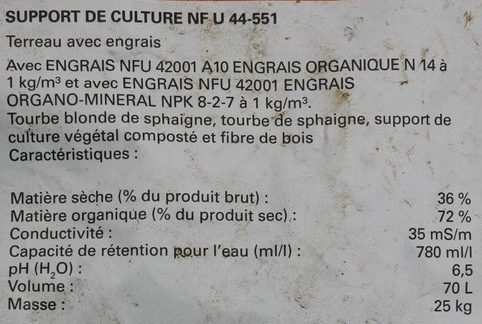 SUPPORT DE CULTURE NF U 44-551
Terreau avec engrais
Avec ENGRAIS NFU 42001 A10 ENGRAIS ORGANIQUE N 14 à
1 kg/m³ et avec ENGRAIS NFU 42001 ENGRAIS
ORGANO-MINERAL NPK 8-2-7 à 1 kg/m³.
Tourbe blonde de sphaigne, tourbe de sphaigne, support de
culture végétal composté et fibre de bois
Caractéristiques :
Matière sèche (% du produit brut) : 36 %
Matière organique (% du produit sec) : 72 %
Conductivité : 35 mS/m
Capacité de rétention pour l'eau (ml/l) : 780 ml/l
pH (H₂O) : 6,5
Volume : 70 L
Masse : 25 kg